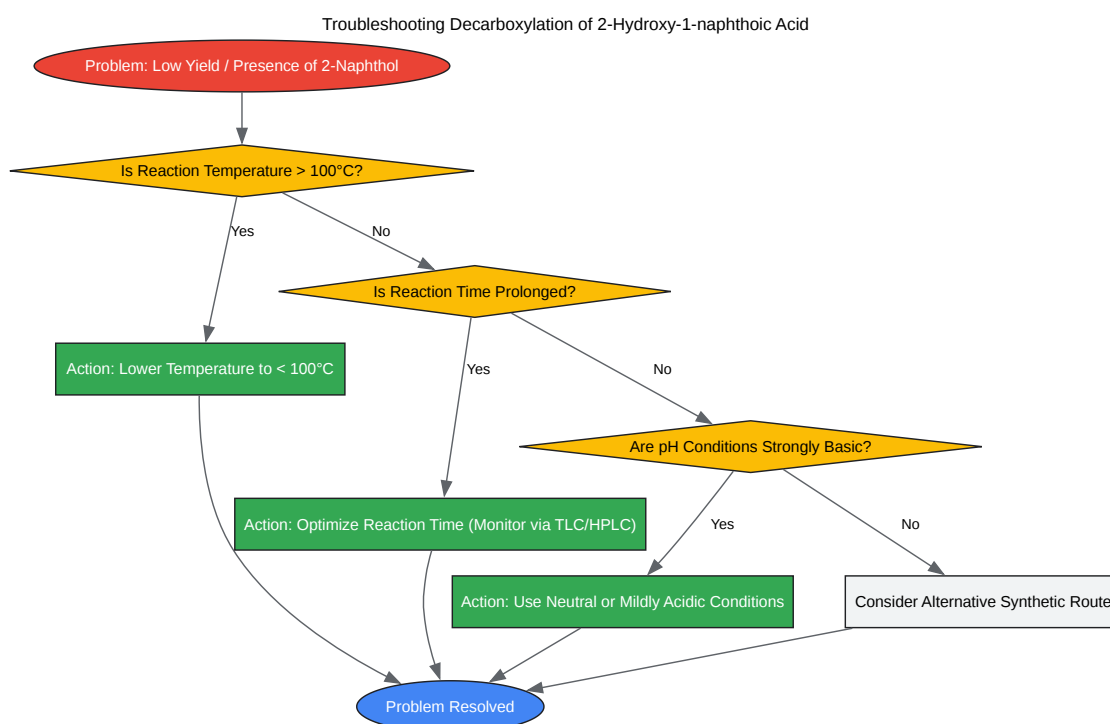 Troubleshooting Decarboxylation of 2-Hydroxy-1-naphthoic Acid
Problem: Low Yield / Presence of 2-Naphthol
Is Reaction Temperature > 100°C?
Yes
No
Is Reaction Time Prolonged?
Action: Lower Temperature to < 100°C
Yes
No
Are pH Conditions Strongly Basic?
Action: Optimize Reaction Time (Monitor via TLC/HPLC)
Yes
No
Action: Use Neutral or Mildly Acidic Conditions
Consider Alternative Synthetic Route
Problem Resolved